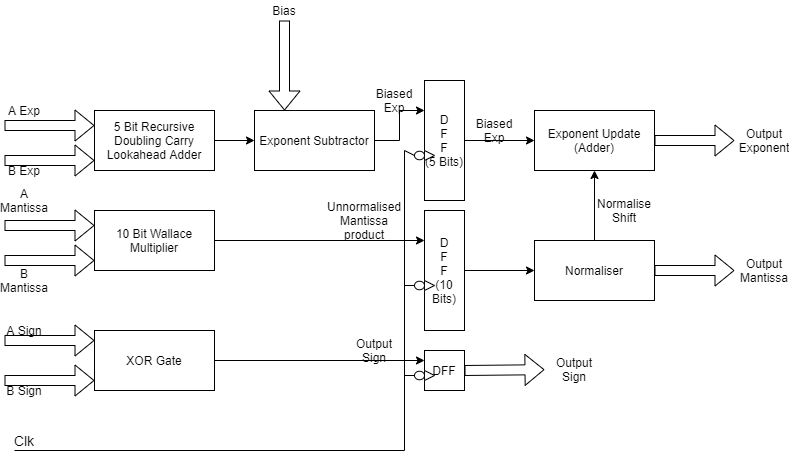 Bias
A Exp
B Exp
5 Bit Recursive
Doubling Carry
Lookahead Adder
Exponent Subtractor
Biased
Exp
D
F
F
(5 Bits)
Biased
Exp
Exponent Update
(Adder)
Output
Exponent
A
Mantissa
B
Mantissa
10 Bit Wallace
Multiplier
Unnormalised
Mantissa
product
D
F
F
(10
Bits)
Normalise
Shift
Normaliser
Output
Mantissa
A Sign
B Sign
XOR Gate
Output
Sign
DFF
Output
Sign
Clk